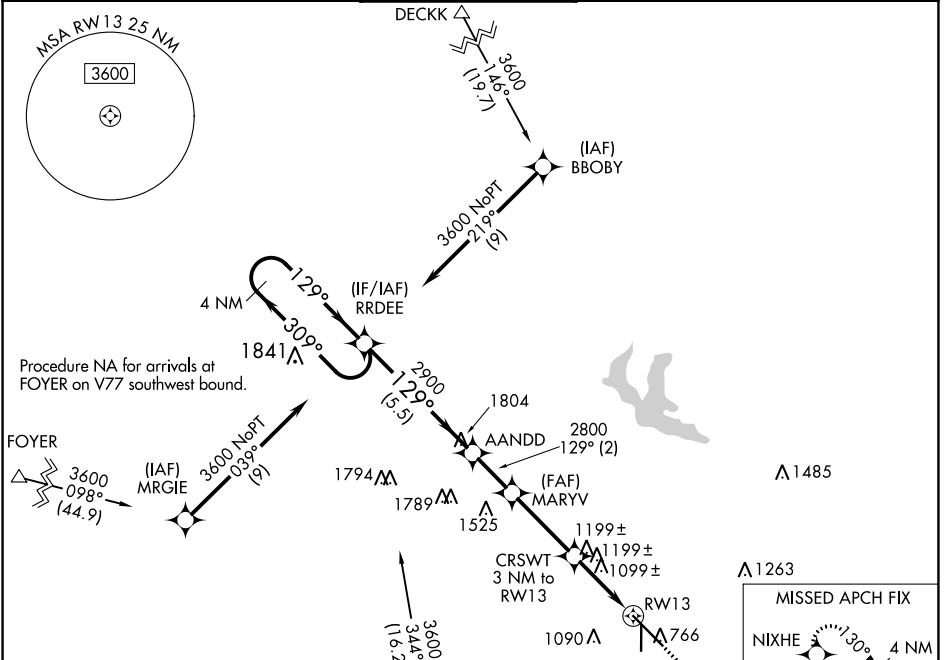 MSA RW13 25 NM
3600
DECKK
3600
146°
(19.7)
(IAF)
BBOBY
3600 NoPT
219°
(9)
129°
4 NM
309°
(IF/IAF)
RRDEE
1841
Procedure NA for arrivals at
FOYER on V77 southwest bound.
2900
129°
(5.5)
1804
AANDD
2800
129° (2)
FOYER
3600
098°
(44.9)
(IAF)
MRGIE
3600 NoPT
039°
(9)
1794
1789
1525
(FAF)
MARYV
1485
1199±
1199±
1099±
CRSWT
3 NM to
RW13
1263
RW13
1090
766
3600
344°
MISSED APCH FIX
NIXHE
130°
4 NM